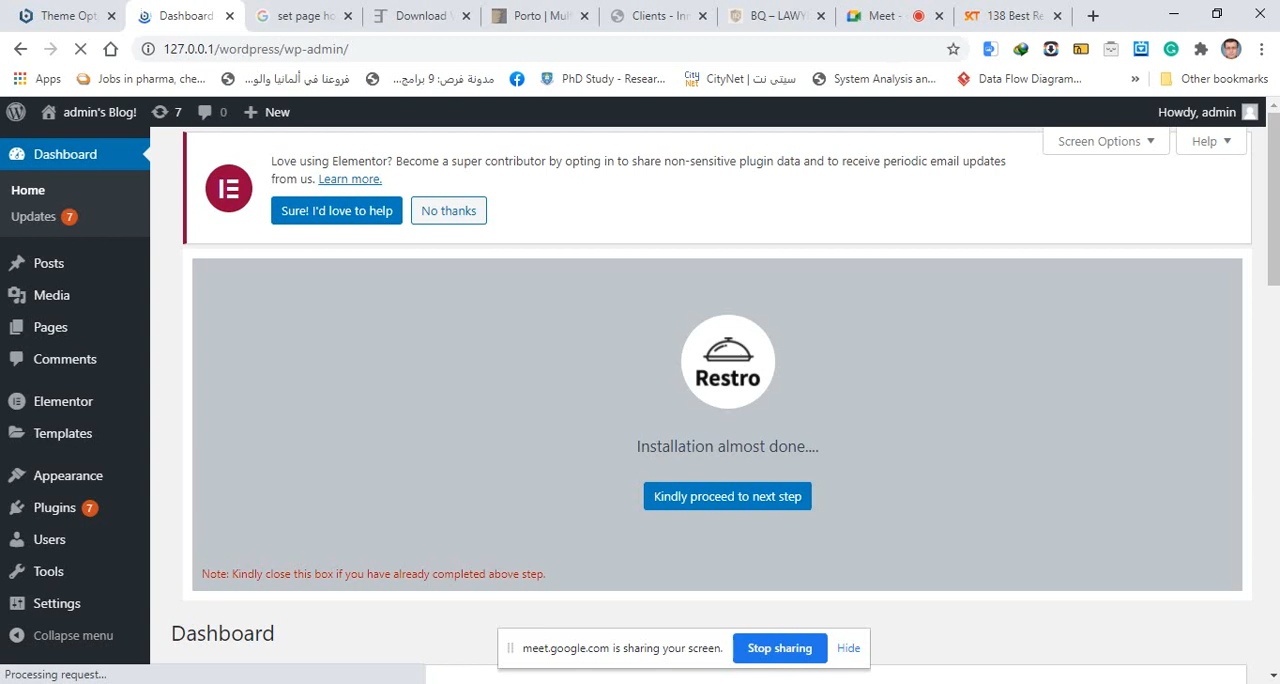 Theme Opt
Dashboard
set page ho
Download V
Porto | Mult
Clients - Inn
BQ – LAWY
Meet -
SKT
138 Best Re
127.0.0.1/wordpress/wp-admin/
Apps
Jobs in pharma, che...
فروعنا في ألمانيا والو...
مدونة فرص: 9 برامج...
PhD Study - Resear...
City Net
CityNet | سيتي نت
System Analysis an...
Data Flow Diagram...
»
Other bookmarks
admin's Blog!
7
0
New
Howdy, admin
Dashboard
Home
Updates 7
Posts
Media
Pages
Comments
Elementor
Templates
Appearance
Plugins 7
Users
Tools
Settings
Collapse menu
Screen Options
Help
Love using Elementor? Become a super contributor by opting in to share non-sensitive plugin data and to receive periodic email updates
from us. Learn more.
Sure! I'd love to help
No thanks
Restro
Installation almost done....
Kindly proceed to next step
Note: Kindly close this box if you have already completed above step.
Dashboard
meet.google.com is sharing your screen.
Stop sharing
Hide
Processing request...